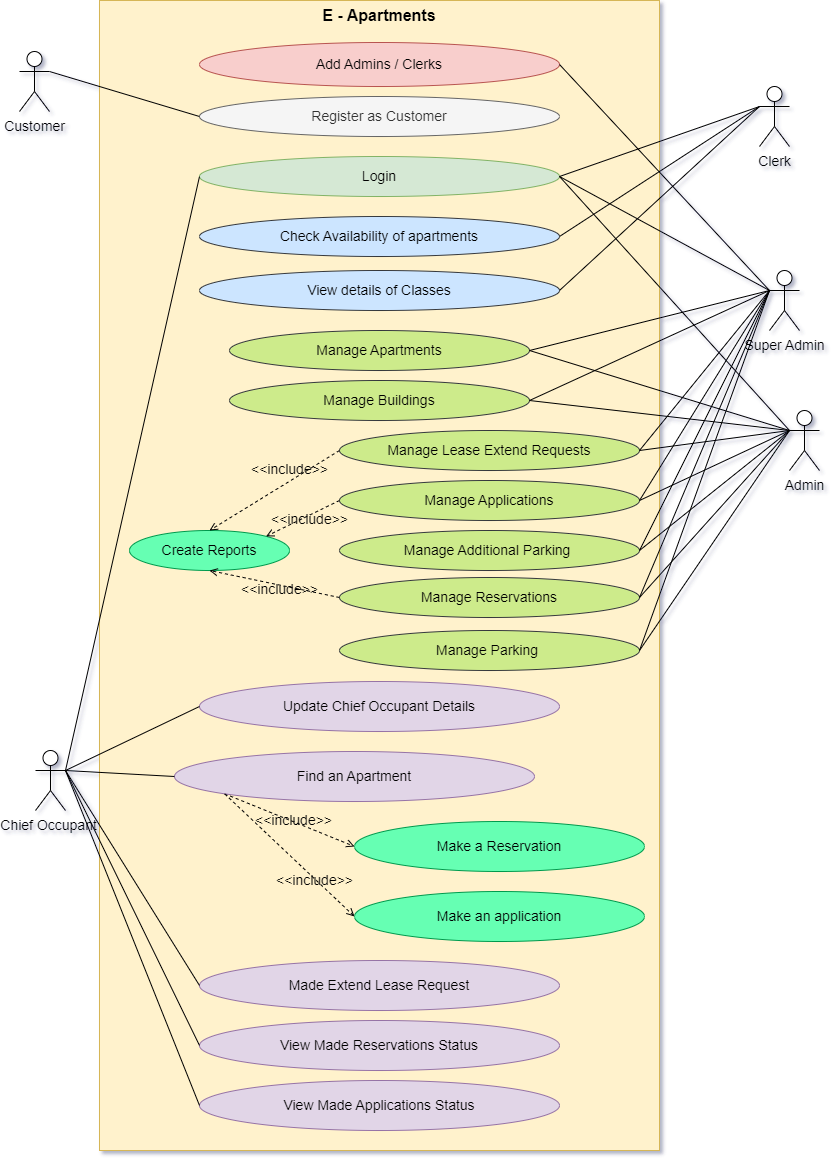 E - Apartments
Add Admins / Clerks
Customer
Register as Customer
Clerk
Login
Check Availability of apartments
View details of Classes
Super Admin
Manage Apartments
Manage Buildings
Manage Lease Extend Requests
<<include>>
Admin
Manage Applications
<<include>>
Create Reports
Manage Additional Parking
<<include>>
Manage Reservations
Manage Parking
Update Chief Occupant Details
Find an Apartment
Chief Occupant
<<include>>
Make a Reservation
<<include>>
Make an application
Made Extend Lease Request
View Made Reservations Status
View Made Applications Status